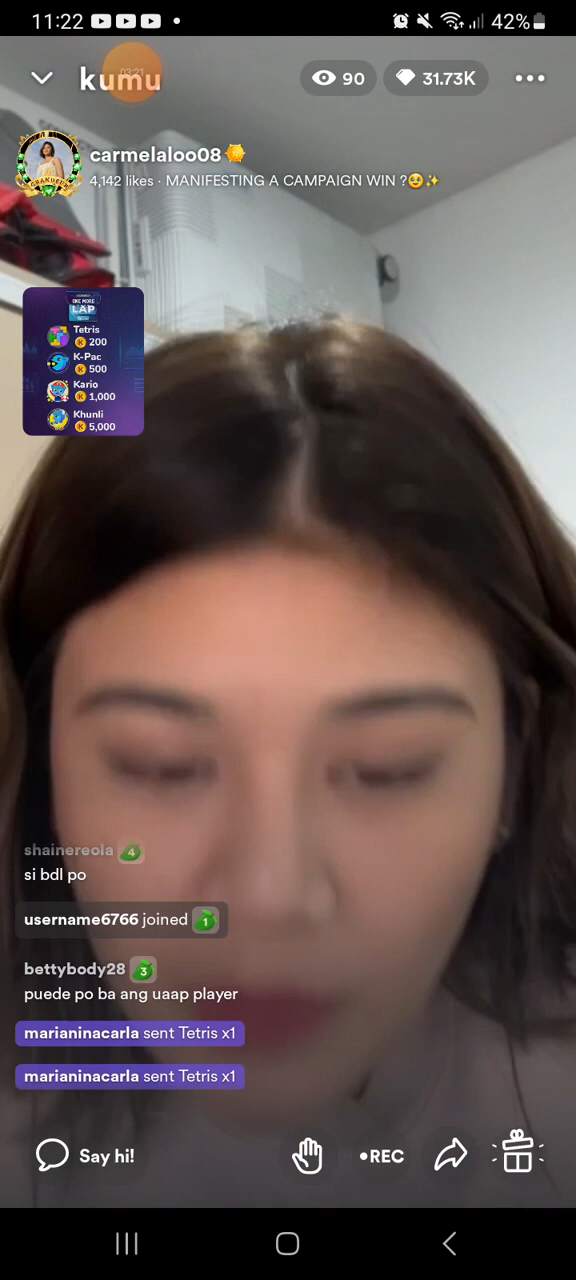 11:22
42%
kumu
03:21
90
31.73K
carmelaloo08
4,142 likes · MANIFESTING A CAMPAIGN WIN ?🥹✨
ONE MORE
LAP
Tetris
200
K-Pac
500
Kario
1,000
Khunli
5,000
shainereola 4
si bdl po
username6766 joined 1
bettybody28 3
puede po ba ang uaap player
marianinacarla sent Tetris x1
marianinacarla sent Tetris x1
Say hi!
•REC